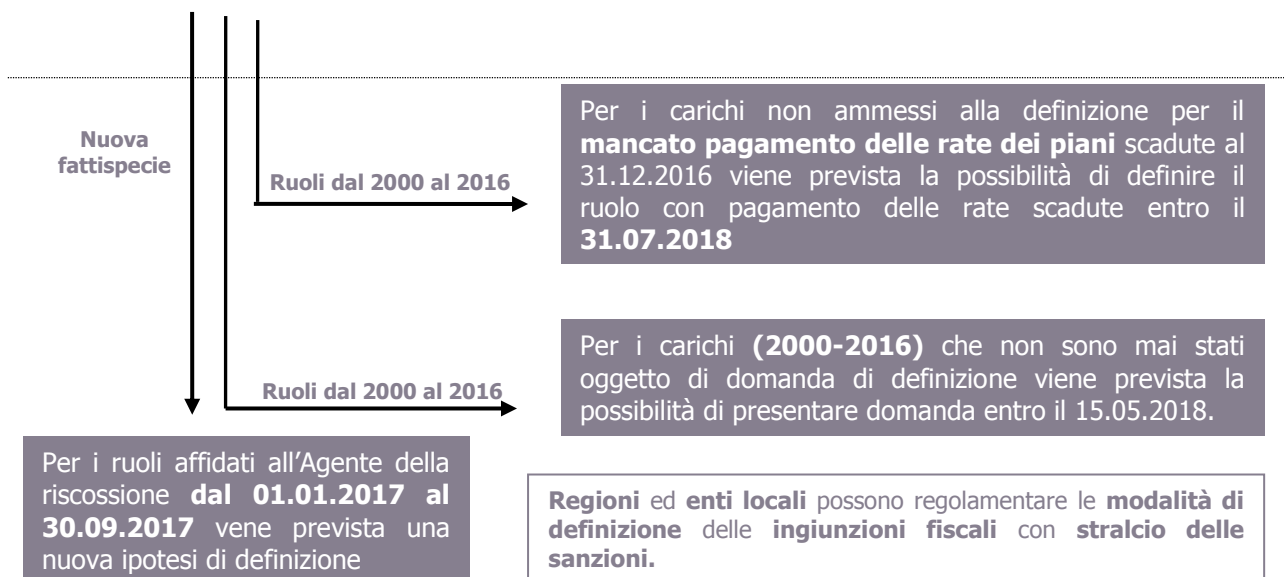 Nuova
fattispecie
Ruoli dal 2000 al 2016
Per i carichi non ammessi alla definizione per il
mancato pagamento delle rate dei piani scadute al
31.12.2016 viene prevista la possibilità di definire il
ruolo con pagamento delle rate scadute entro il
31.07.2018
Ruoli dal 2000 al 2016
Per i carichi (2000-2016) che non sono mai stati
oggetto di domanda di definizione viene prevista la
possibilità di presentare domanda entro il 15.05.2018.
Per i ruoli affidati all'Agente della
riscossione dal 01.01.2017 al
30.09.2017 vene prevista una
nuova ipotesi di definizione
Regioni ed enti locali possono regolamentare le modalità di
definizione delle ingiunzioni fiscali con stralcio delle
sanzioni.